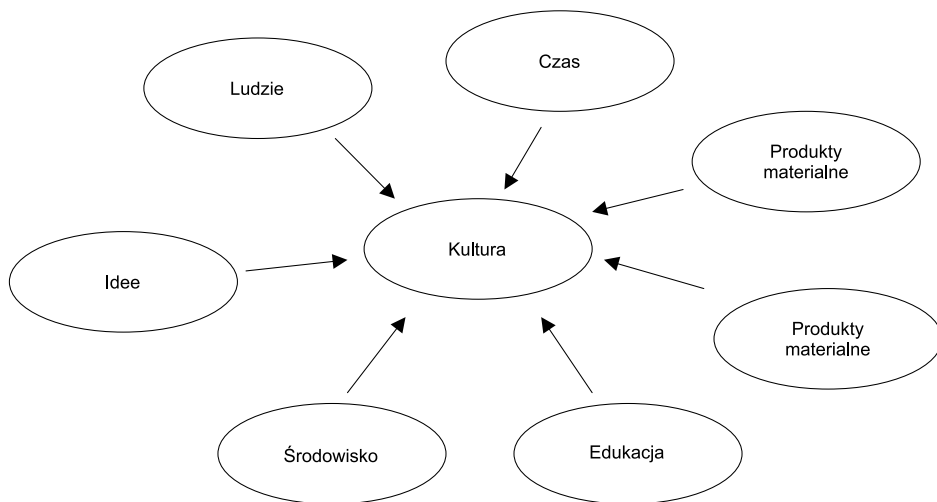 Czas
Ludzie
Produkty
materialne
Kultura
Idee
Produkty
materialne
Środowisko
Edukacja